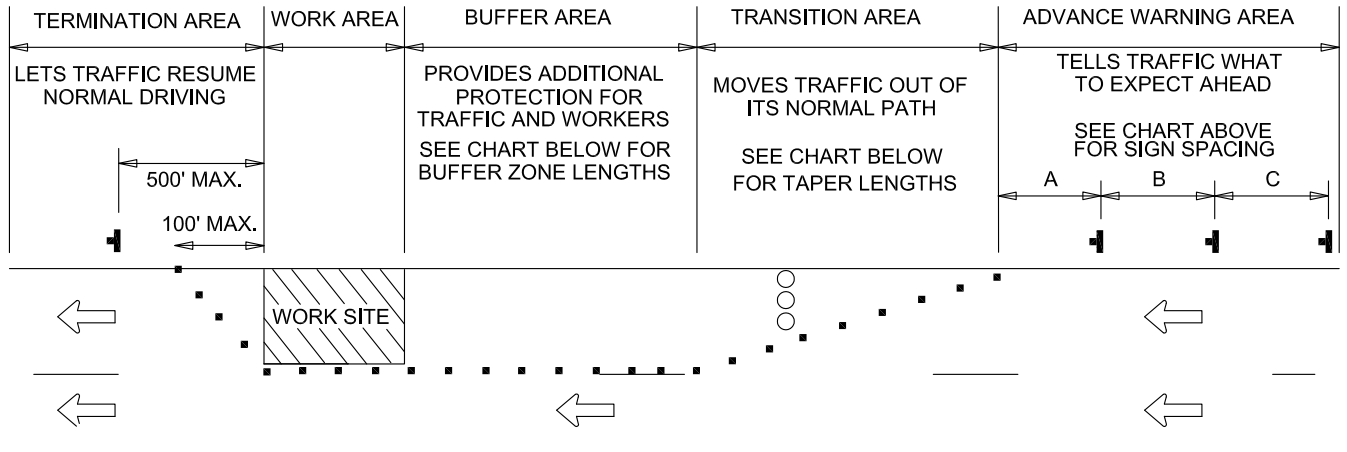 TERMINATION AREA
WORK AREA
BUFFER AREA
TRANSITION AREA
ADVANCE WARNING AREA
LETS TRAFFIC RESUME
NORMAL DRIVING
PROVIDES ADDITIONAL
PROTECTION FOR
TRAFFIC AND WORKERS
SEE CHART BELOW FOR
BUFFER ZONE LENGTHS
MOVES TRAFFIC OUT OF
ITS NORMAL PATH
SEE CHART BELOW
FOR TAPER LENGTHS
TELLS TRAFFIC WHAT
TO EXPECT AHEAD
SEE CHART ABOVE
FOR SIGN SPACING
500' MAX.
100' MAX.
A
B
C
WORK SITE